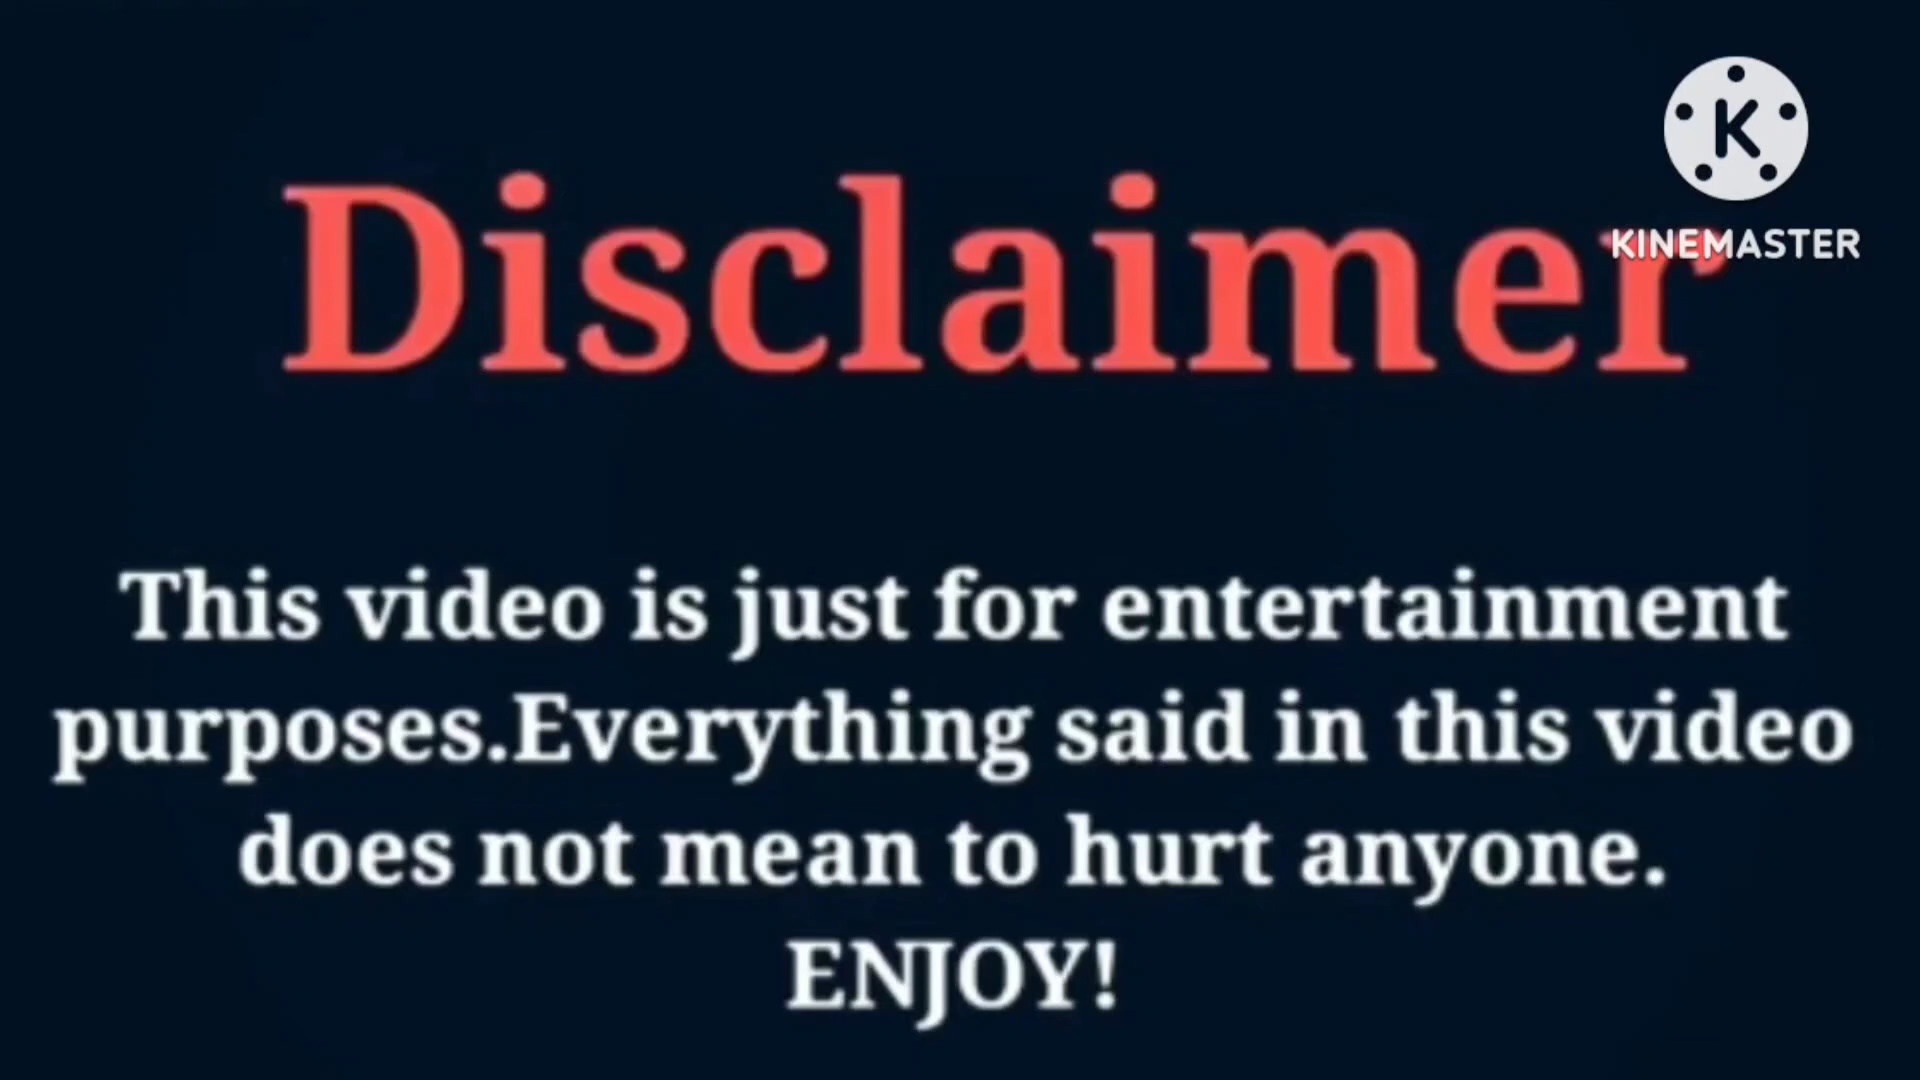 K
KINEMASTER
Disclaimer
This video is just for entertainment
purposes.Everything said in this video
does not mean to hurt anyone.
ENJOY!